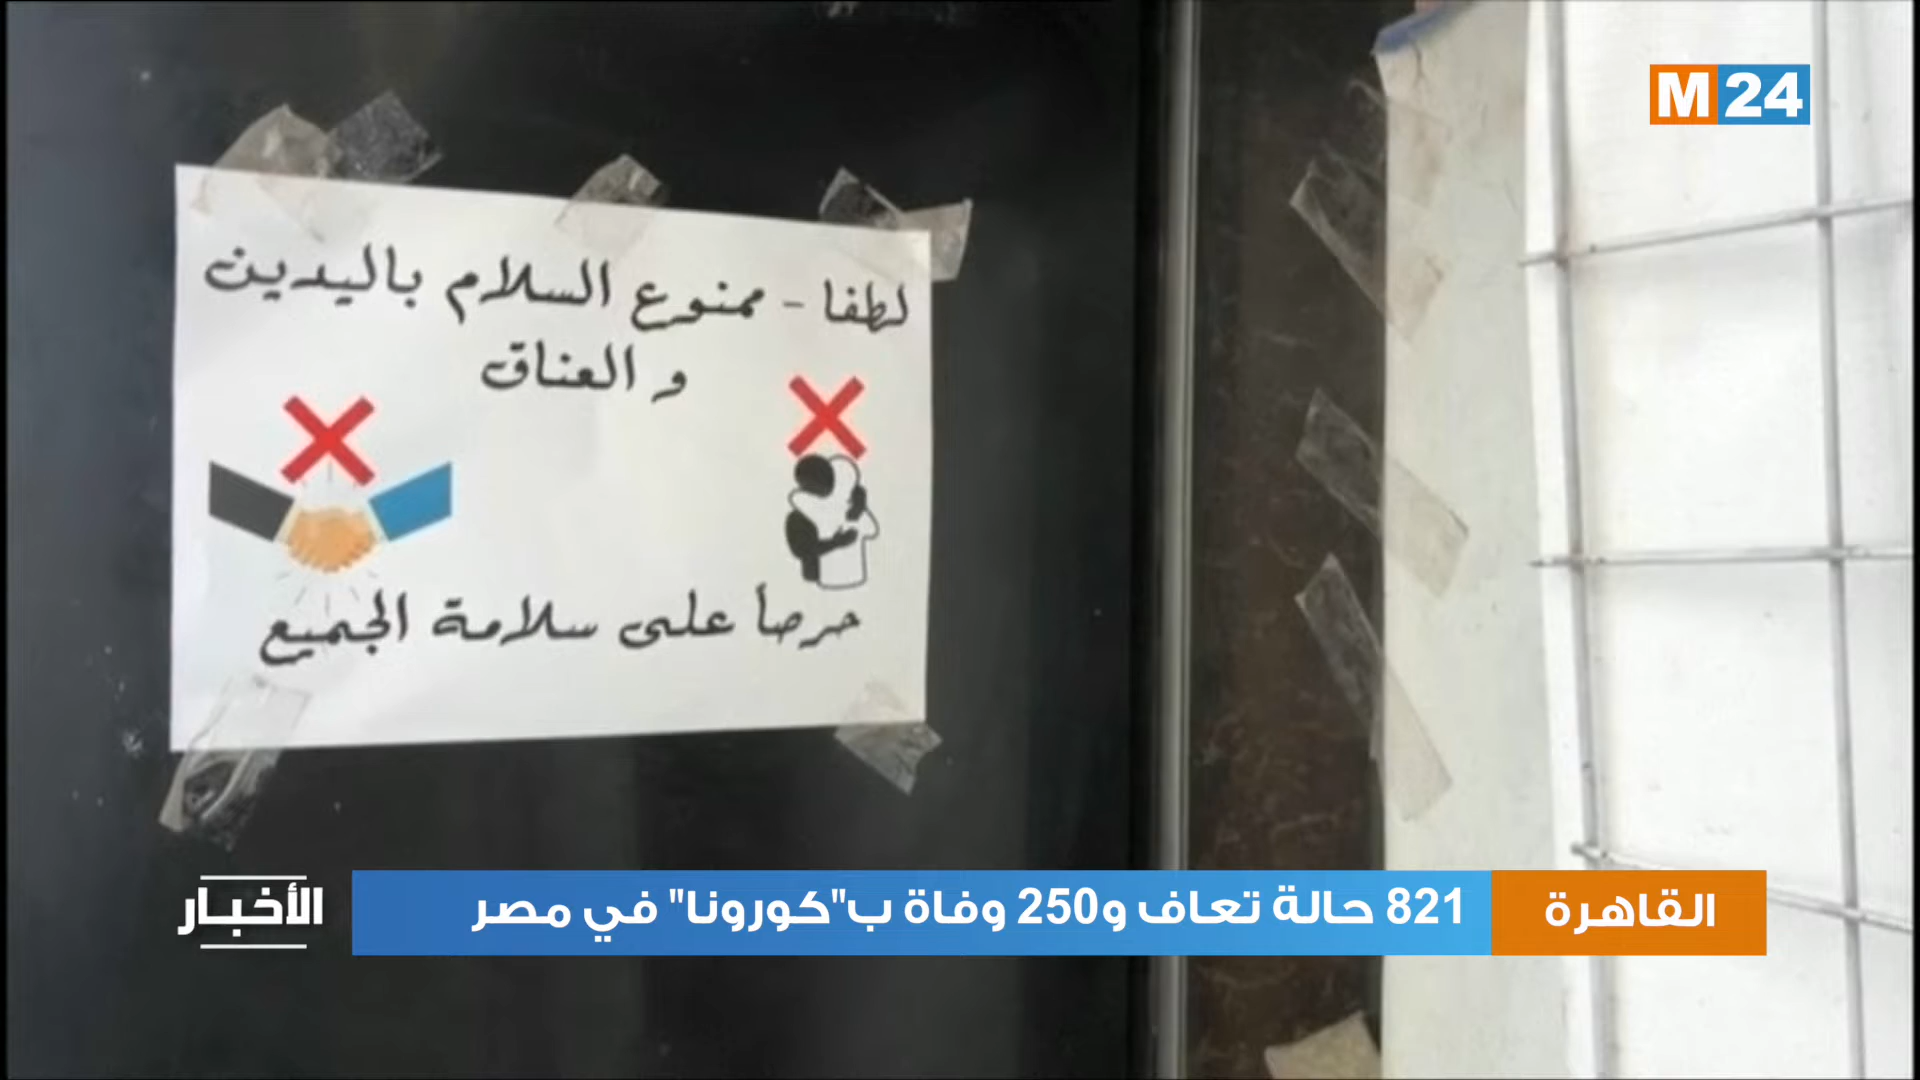 M24
لطفا - ممنوع السلام باليدين
و العناق
حرصاً على سلامة الجميع
القاهرة
821 حالة تعاف و250 وفاة ب"كورونا" في مصر
الأخبار